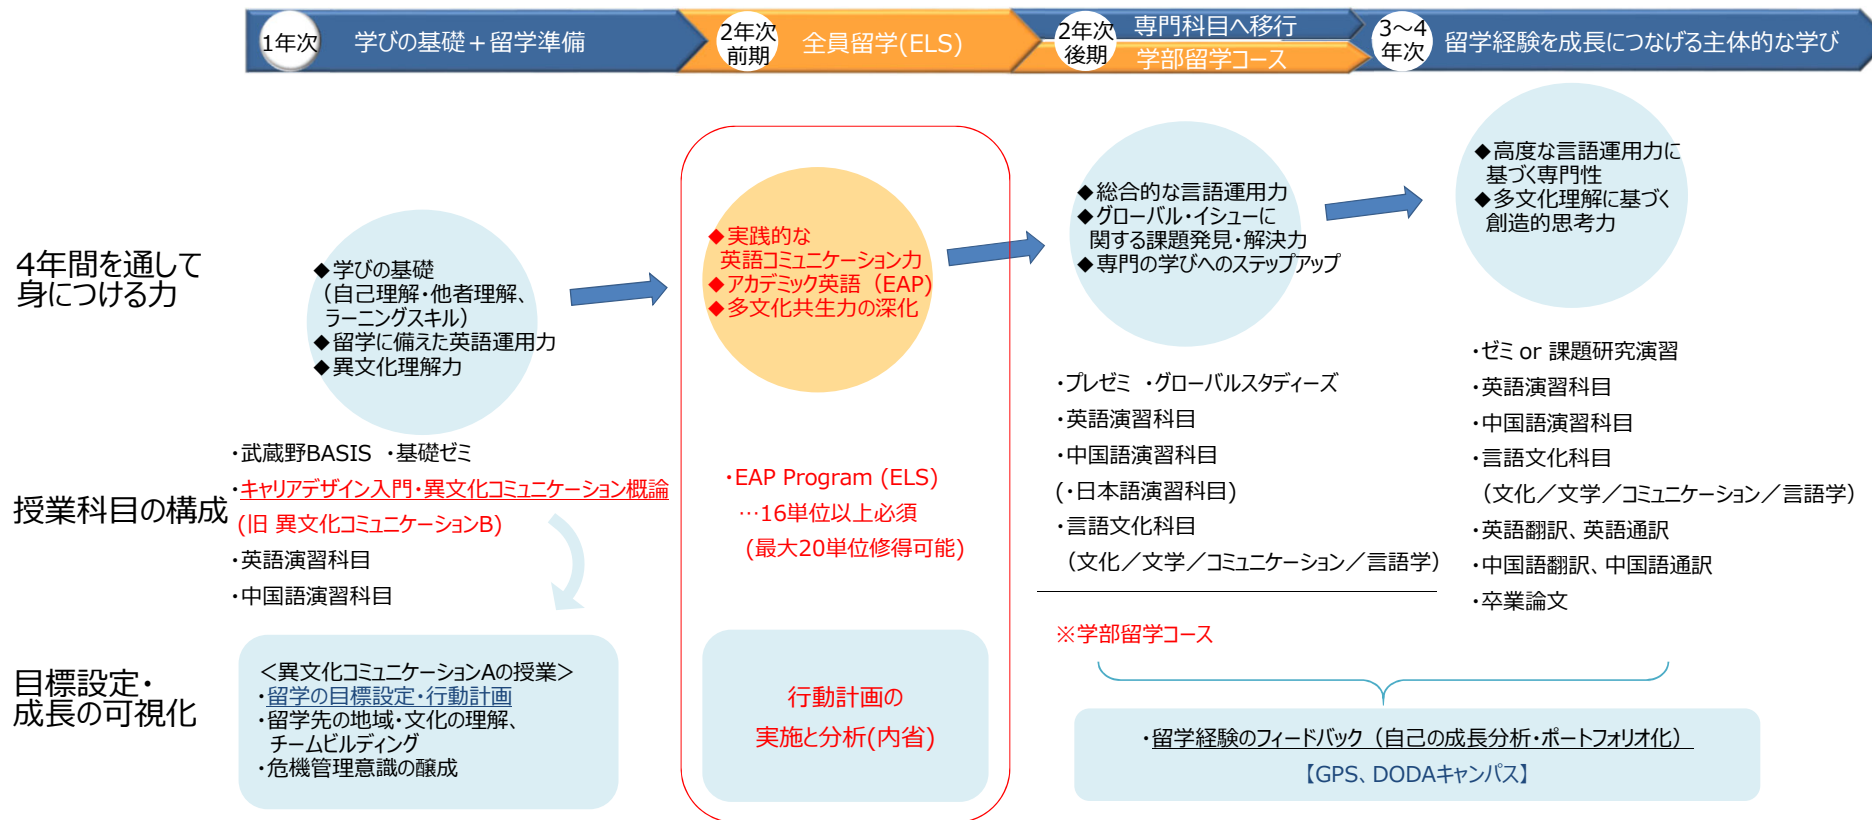 1年次
学びの基礎＋留学準備
2年次
前期
全員留学(ELS)
2年次
後期
専門科目へ移行
学部留学コース
3～4
年次
留学経験を成長につなげる主体的な学び
4年間を通して
身につける力
◆学びの基礎
（自己理解・他者理解、
ラーニングスキル）
◆留学に備えた英語運用力
◆異文化理解力
◆実践的な
英語コミュニケーション力
◆アカデミック英語（EAP)
◆多文化共生力の深化
◆総合的な言語運用力
◆グローバル・イシューに
関する課題発見・解決力
◆専門の学びへのステップアップ
◆高度な言語運用力に
基づく専門性
◆多文化理解に基づく
創造的思考力
授業科目の構成
・武蔵野BASIS ・基礎ゼミ
・キャリアデザイン入門・異文化コミュニケーション概論
(旧 異文化コミュニケーションB)
・英語演習科目
・中国語演習科目
・EAP Program (ELS)
…16単位以上必須
(最大20単位修得可能)
・プレゼミ ・グローバルスタディーズ
・英語演習科目
・中国語演習科目
(・日本語演習科目)
・言語文化科目
（文化／文学／コミュニケーション／言語学）
※学部留学コース
・ゼミ or 課題研究演習
・英語演習科目
・中国語演習科目
・言語文化科目
（文化／文学／コミュニケーション／言語学）
・英語翻訳、英語通訳
・中国語翻訳、中国語通訳
・卒業論文
目標設定・
成長の可視化
＜異文化コミュニケーションAの授業＞
・留学の目標設定・行動計画
・留学先の地域・文化の理解、
チームビルディング
・危機管理意識の醸成
行動計画の
実施と分析(内省)
・留学経験のフィードバック（自己の成長分析・ポートフォリオ化）
【GPS、DODAキャンパス】